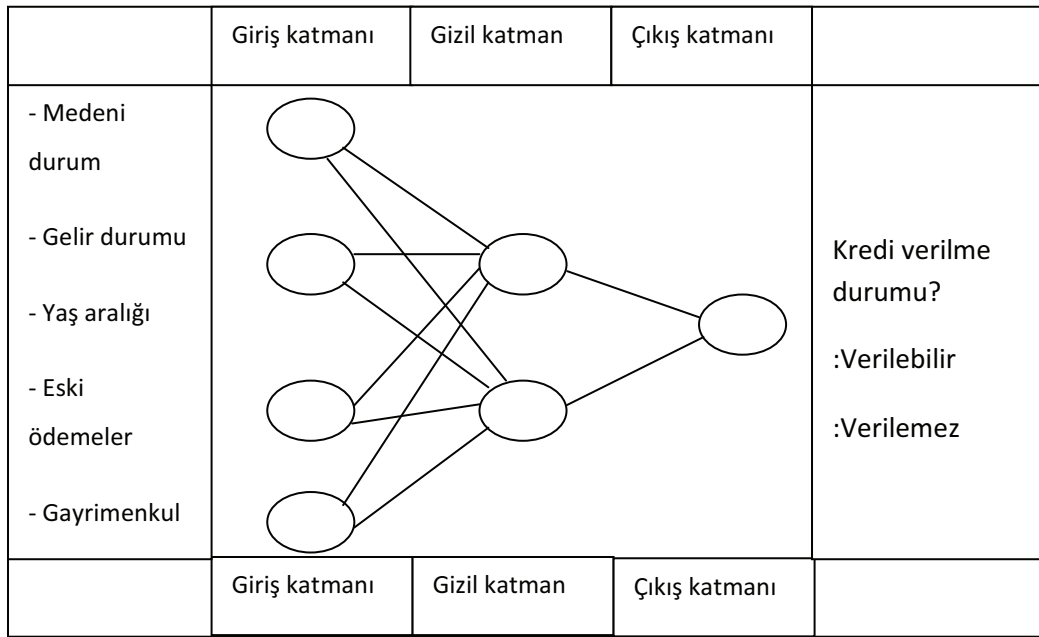 Giriş katmanı Gizil katman Çıkış katmanı
- Medeni
durum
- Gelir durumu
- Yaş aralığı
- Eski
ödemeler
- Gayrimenkul
Kredi verilme
durumu?
:Verilebilir
:Verilemez
Giriş katmanı Gizil katman Çıkış katmanı